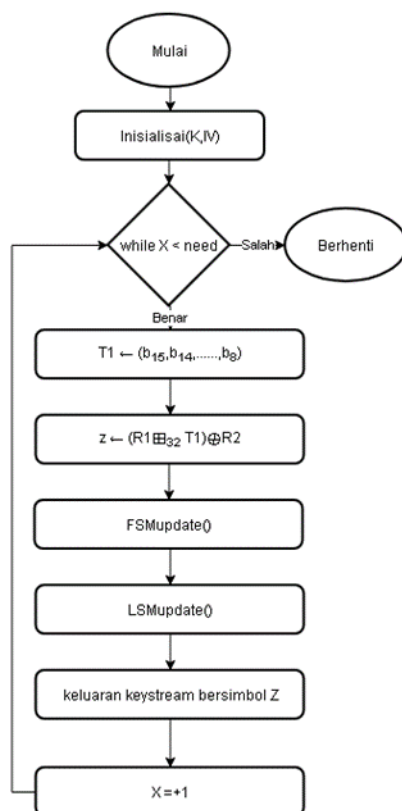 Mulai
Inisialisai(K,IV)
while X < need
Salah
Berhenti
Benar
T1 ← (b₁₅,b₁₄,......,b₈)
z ← (R1⊞₃₂ T1)⊕R2
FSMupdate()
LSMupdate()
keluaran keystream bersimbol Z
X=+1